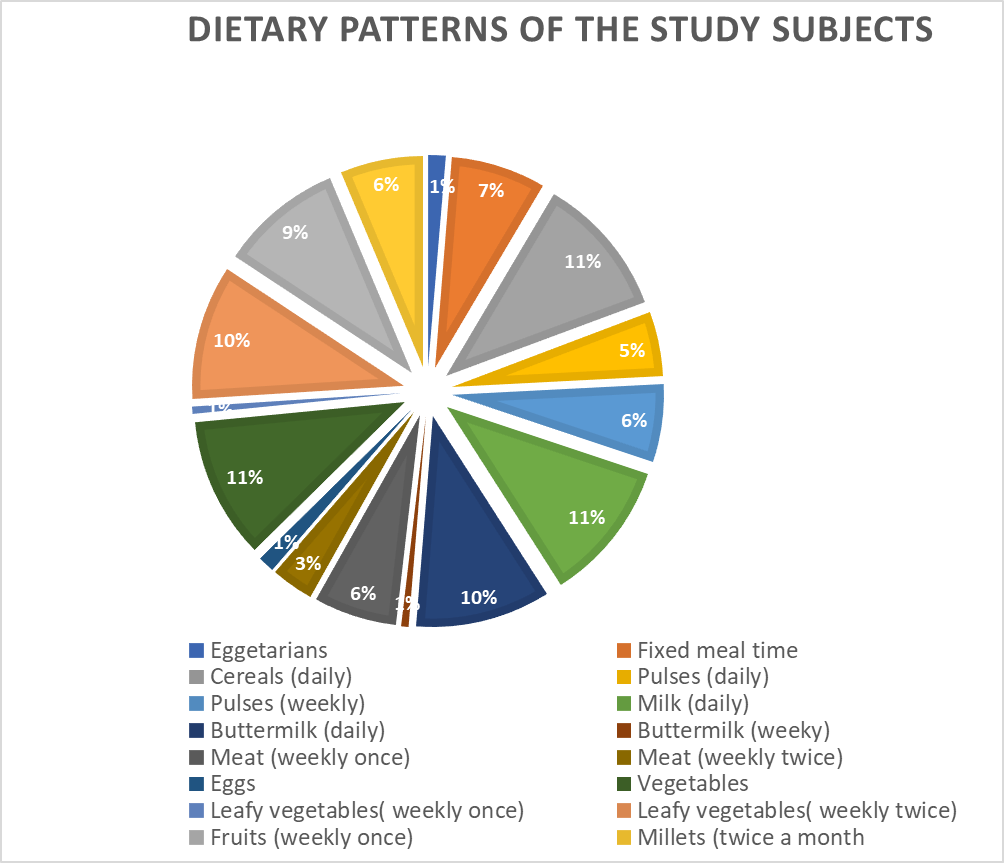 DIETARY PATTERNS OF THE STUDY SUBJECTS
1%
7%
11%
5%
6%
11%
10%
1%
6%
3%
1%
11%
1%
10%
9%
6%
Eggetarians
Fixed meal time
Cereals (daily)
Pulses (daily)
Pulses (weekly)
Milk (daily)
Buttermilk (daily)
Buttermilk (weeky)
Meat (weekly once)
Meat (weekly twice)
Eggs
Vegetables
Leafy vegetables( weekly once)
Leafy vegetables( weekly twice)
Fruits (weekly once)
Millets (twice a month